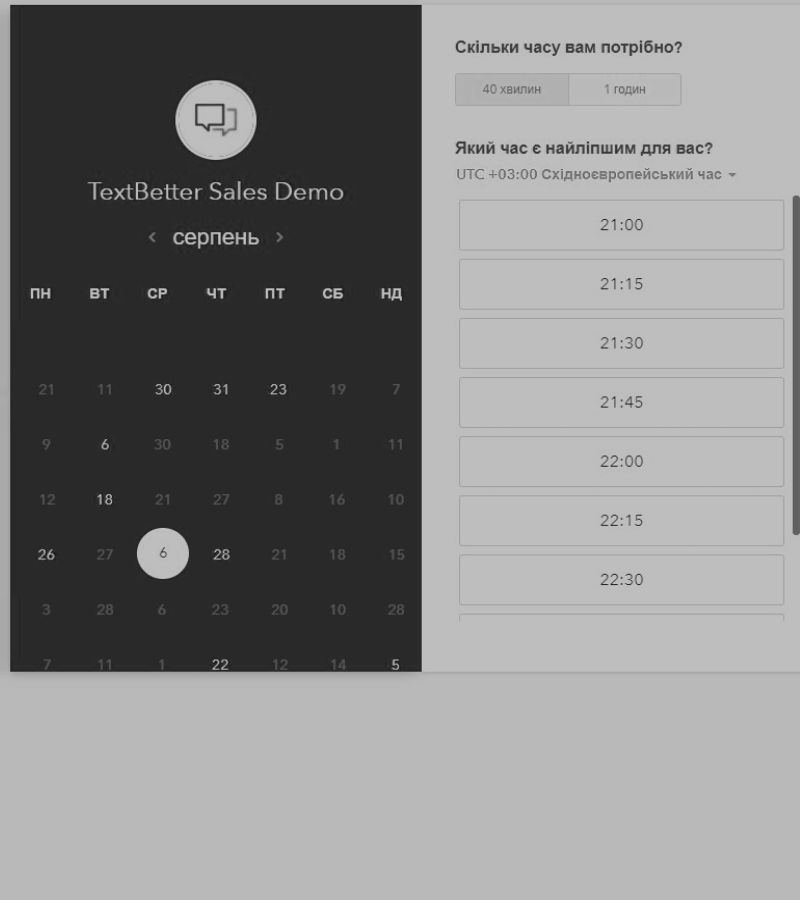 TextBetter Sales Demo
серпень
ПН ВТ СР ЧТ ПТ СБ НД
21 11 30 31 23 19 7
9 6 30 18 5 1 11
12 18 21 27 8 16 10
26 27 6 28 21 18 15
3 28 6 23 20 10 28
7 11 1 22 12 14 5
Скільки часу вам потрібно?
40 хвилин 1 годин
Який час є найліпшим для вас?
UTC +03:00 Східноєвропейський час
21:00
21:15
21:30
21:45
22:00
22:15
22:30